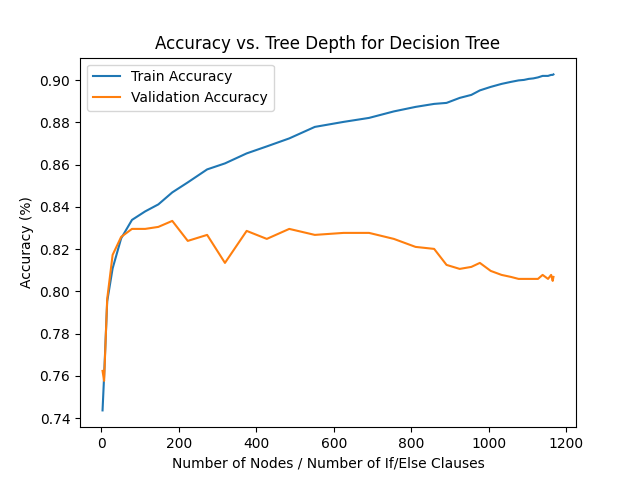 Accuracy vs. Tree Depth for Decision Tree
Train Accuracy
Validation Accuracy
Accuracy (%)
0.90
0.88
0.86
0.84
0.82
0.80
0.78
0.76
0.74
0 200 400 600 800 1000 1200
Number of Nodes / Number of If/Else Clauses